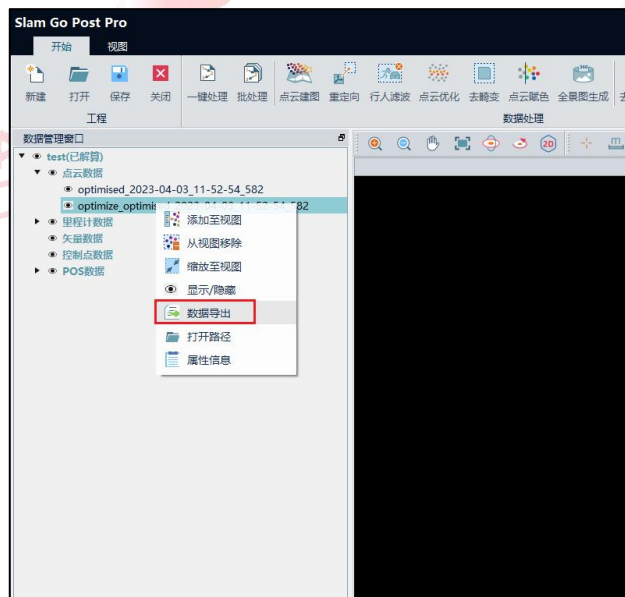 Slam Go Post Pro
开始 视图
新建 打开 保存 关闭 一键处理 批处理 点云建图 重定向 行人滤波 点云优化 去畸变 点云赋色 全景图生成
工程 数据处理
数据管理窗口
2D
test(已解算)
点云数据
optimised_2023-04-03_11-52-54_582
optimize_optimised_2023-04-03_11-52-54_582
里程计数据
矢量数据
控制点数据
POS数据
添加至视图
从视图移除
缩放至视图
显示/隐藏
数据导出
打开路径
属性信息